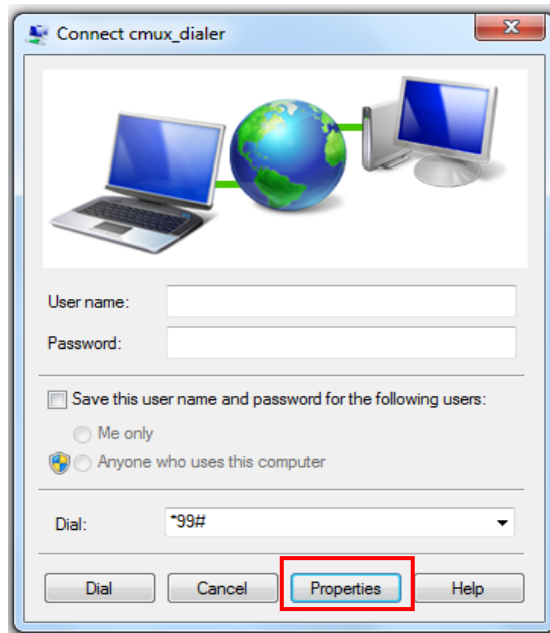 Connect cmux_dialer
User name:
Password:
Save this user name and password for the following users:
Me only
Anyone who uses this computer
Dial: *99#
Dial Cancel Properties Help